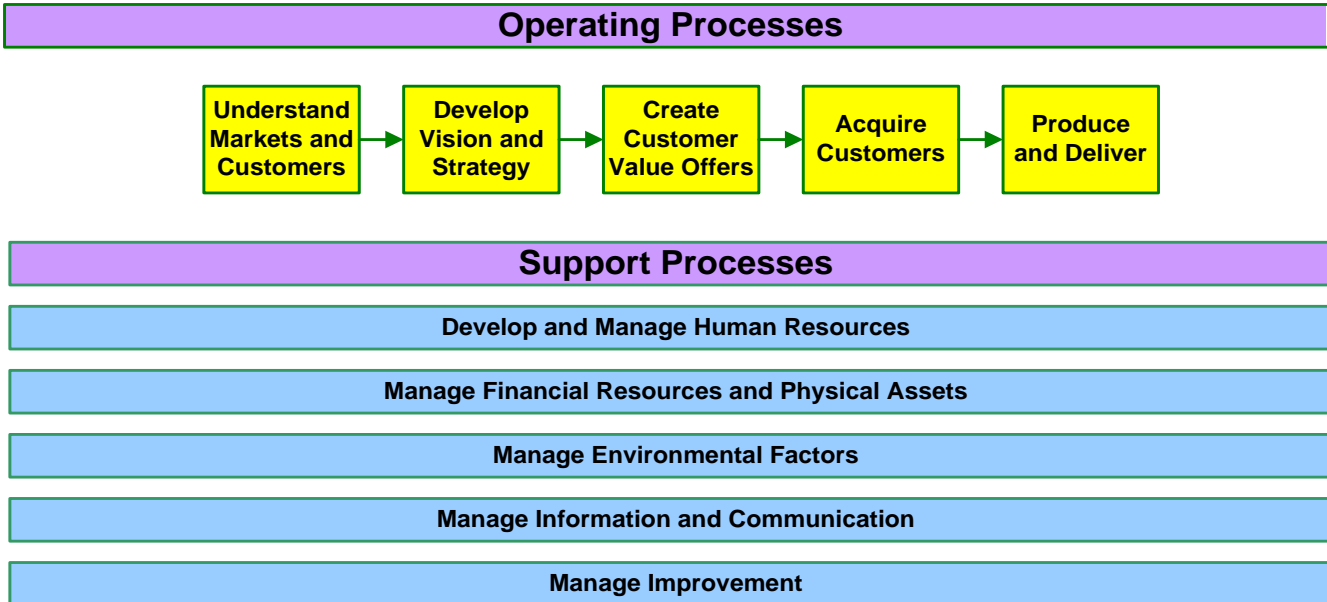 Operating Processes
Understand
Markets and
Customers
Develop
Vision and
Strategy
Create
Customer
Value Offers
Acquire
Customers
Produce
and Deliver
Support Processes
Develop and Manage Human Resources
Manage Financial Resources and Physical Assets
Manage Environmental Factors
Manage Information and Communication
Manage Improvement